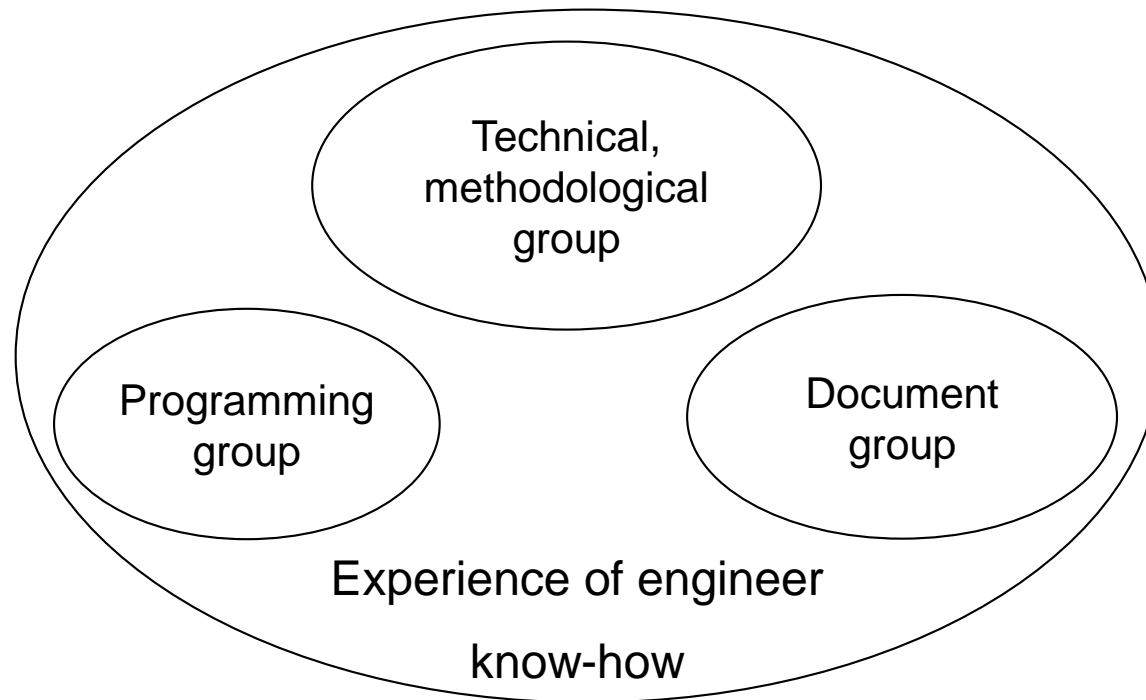 Technical,
methodological
group
Programming
group
Document
group
Experience of engineer
know-how